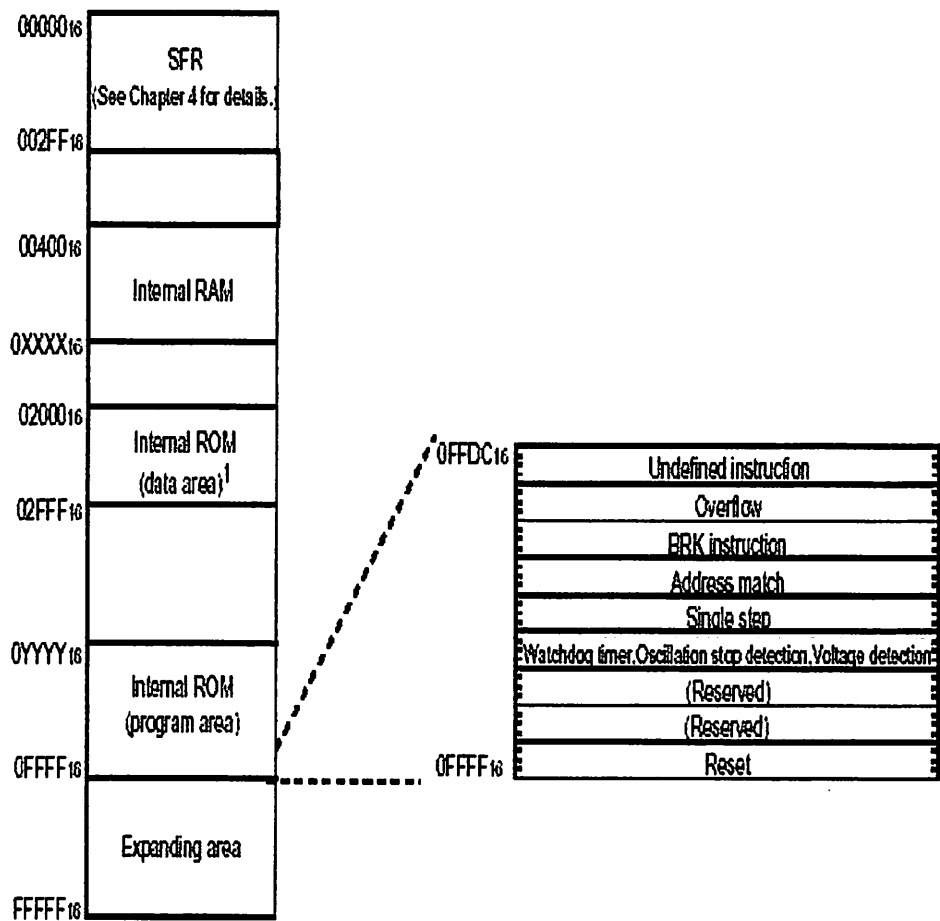 0000016
SFR
(See Chapter 4 for details.)
002FF16
0040016
Internal RAM
0XXXX16
0200016
Internal ROM
(data area)1
02FFF16
0YYYY16
Internal ROM
(program area)
0FFFF16
Expanding area
FFFFF16
0FFDC16
Undefined instruction
Overflow
BRK instruction
Address match
Single step
Watchdog timer,Oscillation stop detection,Voltage detection
(Reserved)
(Reserved)
Reset
0FFFF16